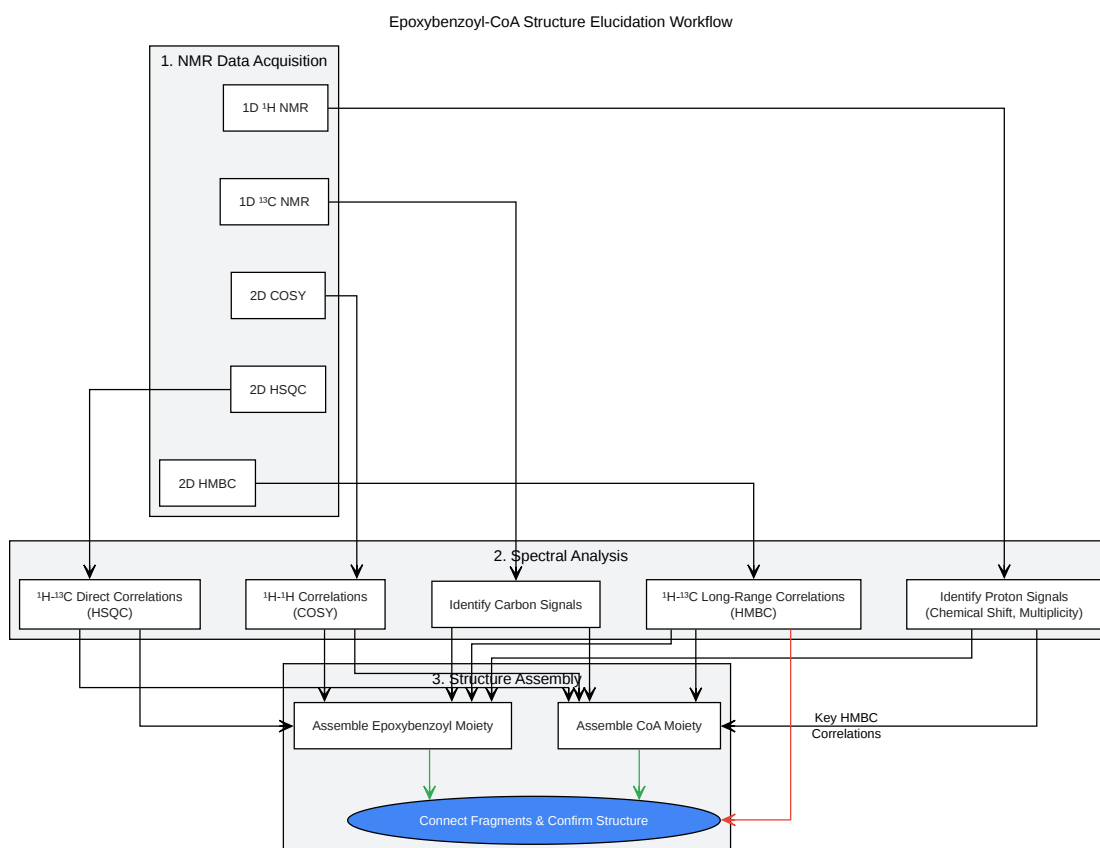 Epoxybenzoyl-CoA Structure Elucidation Workflow
1. NMR Data Acquisition
1D ¹H NMR
1D ¹³C NMR
2D COSY
2D HSQC
2D HMBC
2. Spectral Analysis
¹H-¹³C Direct Correlations
(HSQC)
¹H-¹H Correlations
(COSY)
Identify Carbon Signals
¹H-¹³C Long-Range Correlations
(HMBC)
Identify Proton Signals
(Chemical Shift, Multiplicity)
3. Structure Assembly
Assemble Epoxybenzoyl Moiety
Assemble CoA Moiety
Key HMBC
Correlations
Connect Fragments & Confirm Structure